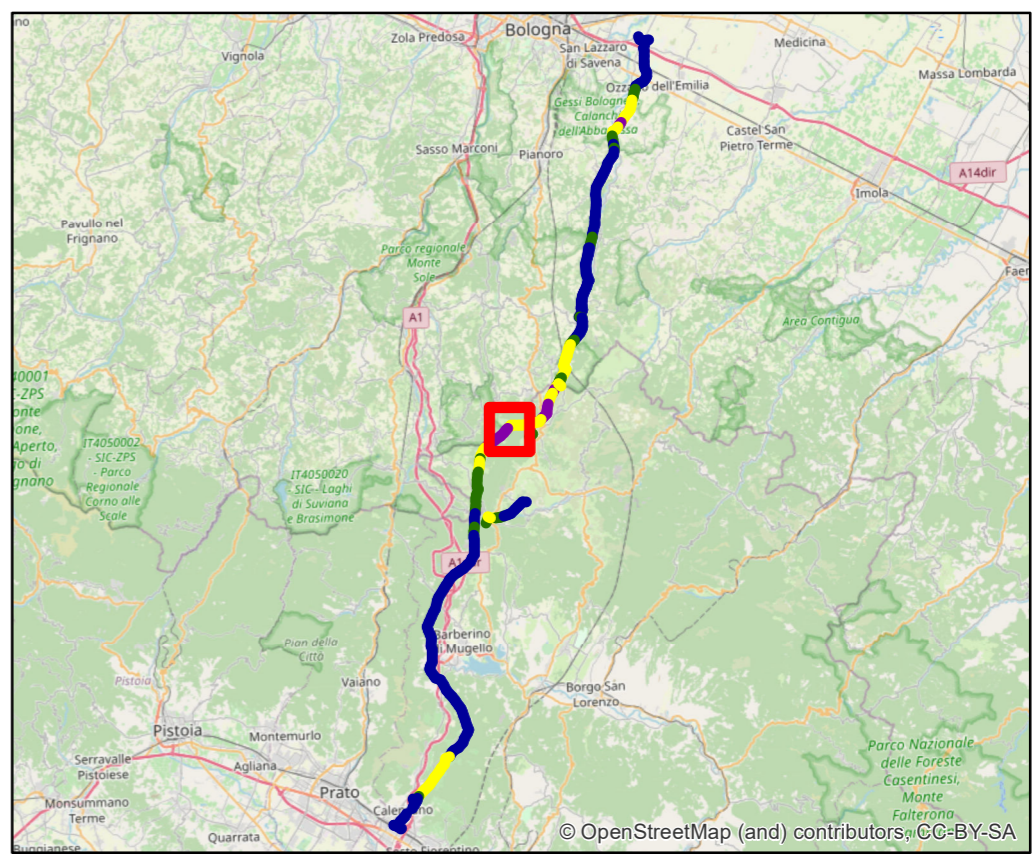 Bologna
Zola Predosa
San Lazzaro
di Savena
Medicina
Vignola
Massa Lombarda
Ozzano dell'Emilia
Gessi Bolognesi
Calanchi
dell'Abbadessa
Castel San
Pietro Terme
Sasso Marconi
Pianoro
A14dir
Imola
Pavullo nel
Frignano
Parco regionale
Monte
Sole
A1
Area Contigua
IT4050002
- SIC-ZPS
- Parco
Regionale
Corno alle
Scale
IT4050020
- SIC - Laghi
di Suviana
e Brasimone
Barberino
di Mugello
Pian della
Città
Pistoia
Vaiano
Borgo San
Lorenzo
Pistoia
Montemurlo
Serravalle
Pistoiese
Agliana
Prato
Parco Nazionale
delle Foreste
Casentinesi,
Monte
Falterona
Monsummano
Terme
Quarrata
© OpenStreetMap (and) contributors, CC-BY-SA